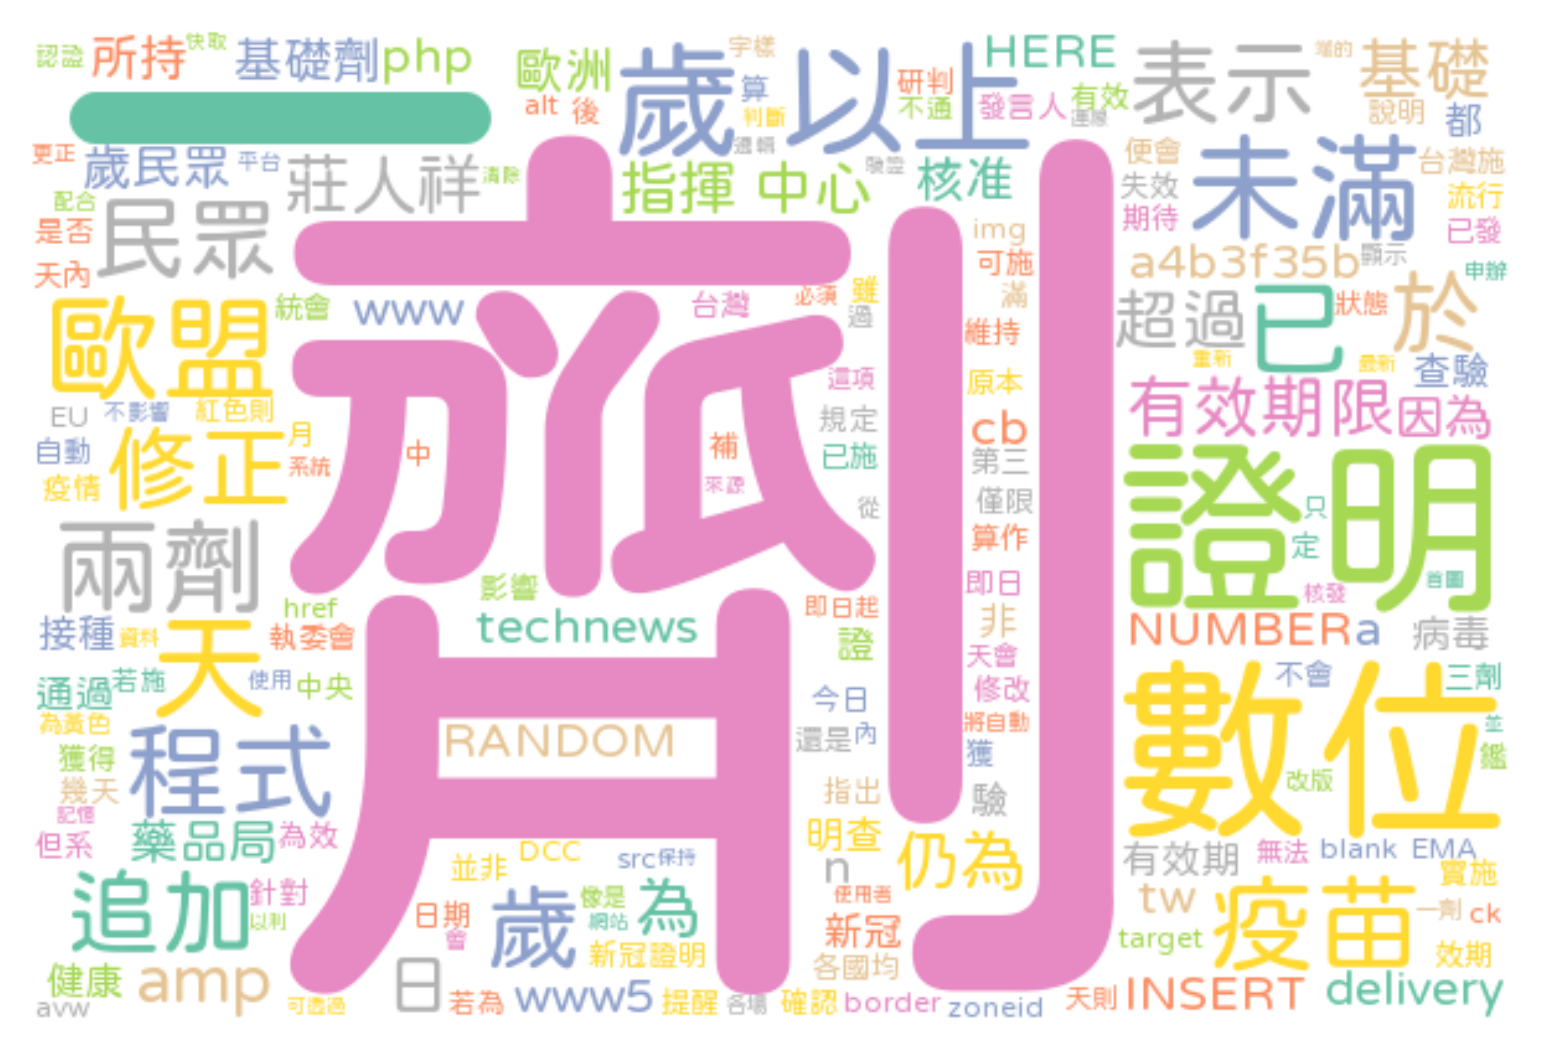 認證 所持 快取 基礎劑 php 歐洲 字樣 HERE 表示 端的 基礎
一 alt 後 歲 算 以上 研判 發言人 有效 說明 都
判斷 不通 連線
更正 歲民眾 平台 莊人祥 清除 邏輯 指揮 中心 發證 核准 便會 未滿 台灣施
配合 民眾 失效 流行
是否 img 期待 已發
天內 可施 a4b3f35b 顯示 申辦
歐盟 統會 www 台灣 必須 雖 滿 超過 已 狀態 於
過 維持 重新 最新 查驗
EU 不影響 紅色則 這項 原本 有效期限 因為
自動 修正 月 中 補 規定 cb
疫情 系統 來源 已施 第三 證明
兩劑 劑 從 僅限 只
算作 定
href 影響 即日 核發 首圖
接種 資料 天 執委會 technews 即日起 非 NUMBER a 病毒
證 天會
通過 若施 使用 中央 今日 修改 數位 不會 三劑
為黃色 程式 RANDOM 還是 內 將自動 並
獲得 獲 鑑
幾天 指出 驗 改版
記憶
但系 藥品局 為效 DCC src 保持 明查 仍為 有效期 無法 blank EMA
追加 針對 並非 n 使用者 tw 疫苗 實施
以利 日期 歲 像是 為 新冠 一劑 ck
會 網站 target
健康 amp 日 新冠證明 各國均 效期
avw 可透過 若為 www5 提醒 各場 確認 border zoneid 天則 INSERT delivery